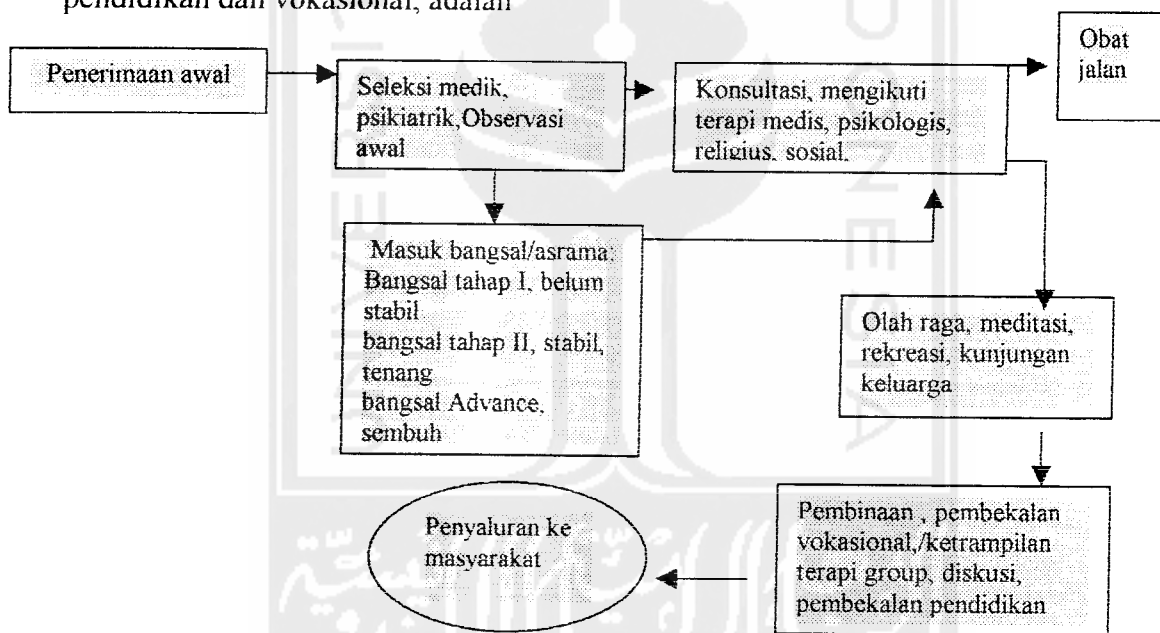 pendidikan dan vokasional, adalah
Penerimaan awal
Seleksi medik,
psikiatrik,Observasi
awal
Konsultasi, mengikuti
terapi medis, psikologis,
religius, sosial.
Obat
jalan
Masuk bangsal/asrama:
Bangsal tahap I, belum
stabil
bangsal tahap II, stabil,
tenang
bangsal Advance,
sembuh
Olah raga, meditasi,
rekreasi, kunjungan
keluarga
Pembinaan , pembekalan
vokasional,/ketrampilan
terapi group, diskusi,
pembekalan pendidikan
Penyaluran ke
masyarakat